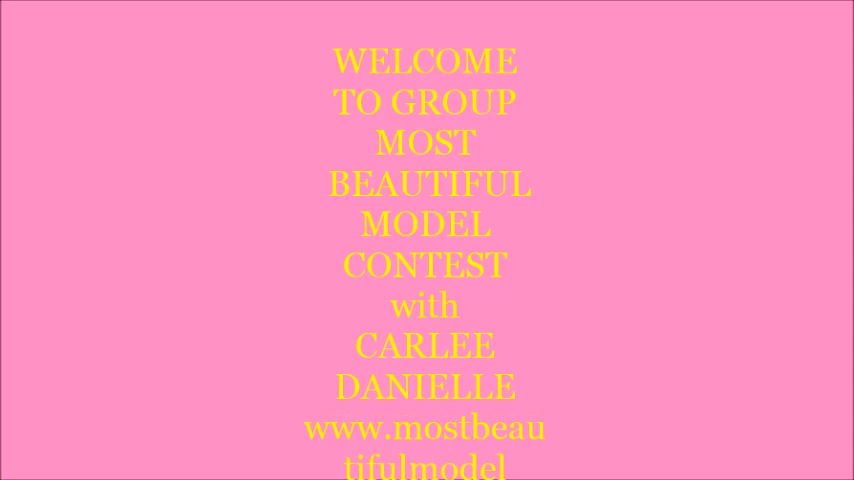 WELCOME
TO GROUP
MOST
BEAUTIFUL
MODEL
CONTEST
with
CARLEE
DANIELLE
www.mostbeau
tifulmodel